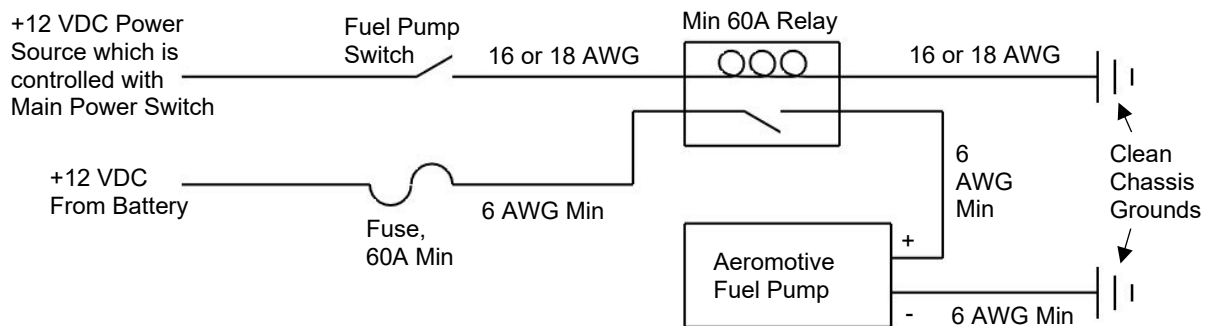 +12 VDC Power
Source which is
controlled with
Main Power Switch
Fuel Pump
Switch
16 or 18 AWG
Min 60A Relay
16 or 18 AWG
+12 VDC
From Battery
Fuse,
60A Min
6 AWG Min
6
AWG
Min
Clean
Chassis
Grounds
Aeromotive
Fuel Pump
+
-
6 AWG Min